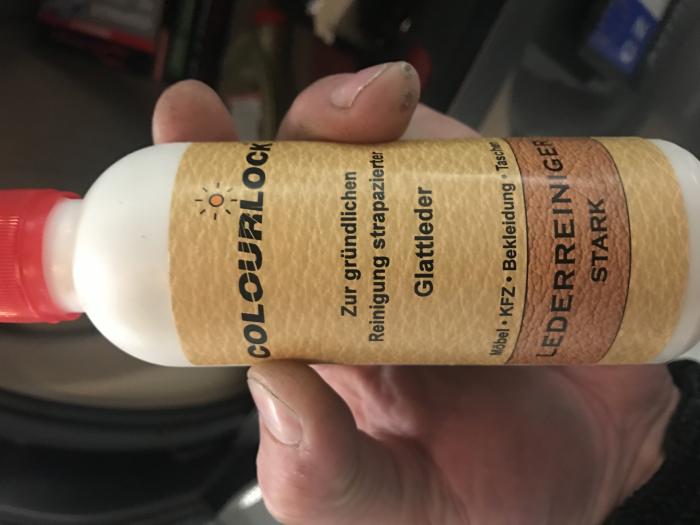 COLOURLOCK
Zur gründlichen
Reinigung strapazierter
Glattleder
Möbel • KFZ • Bekleidung • Taschen
LEDERREINIGER
STARK